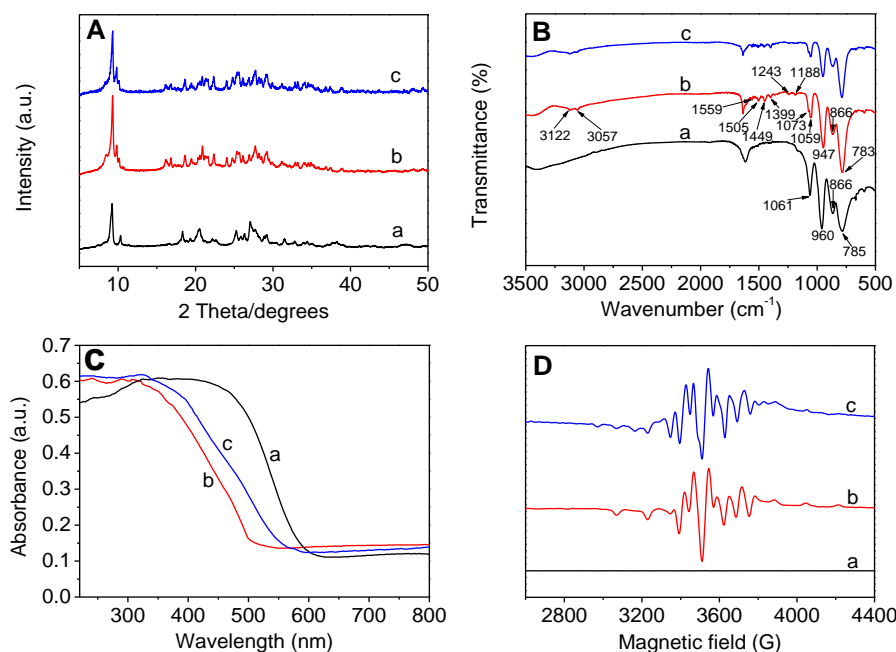 A
c
b
a
Intensity (a.u.)
10 20 30 40 50
2 Theta/degrees
B
c
b
a
1243 1188
1559
1399
866
3122 3057
1505
1449
1073
1059
947
783
866
1061
960
785
Transmittance (%)
3500 3000 2500 2000 1500 1000 500
Wavenumber (cm⁻¹)
C
0.7
0.6
0.5
0.4
0.3
0.2
0.1
0.0
a
c
b
Absorbance (a.u.)
300 400 500 600 700 800
Wavelength (nm)
D
c
b
a
2800 3200 3600 4000 4400
Magnetic field (G)